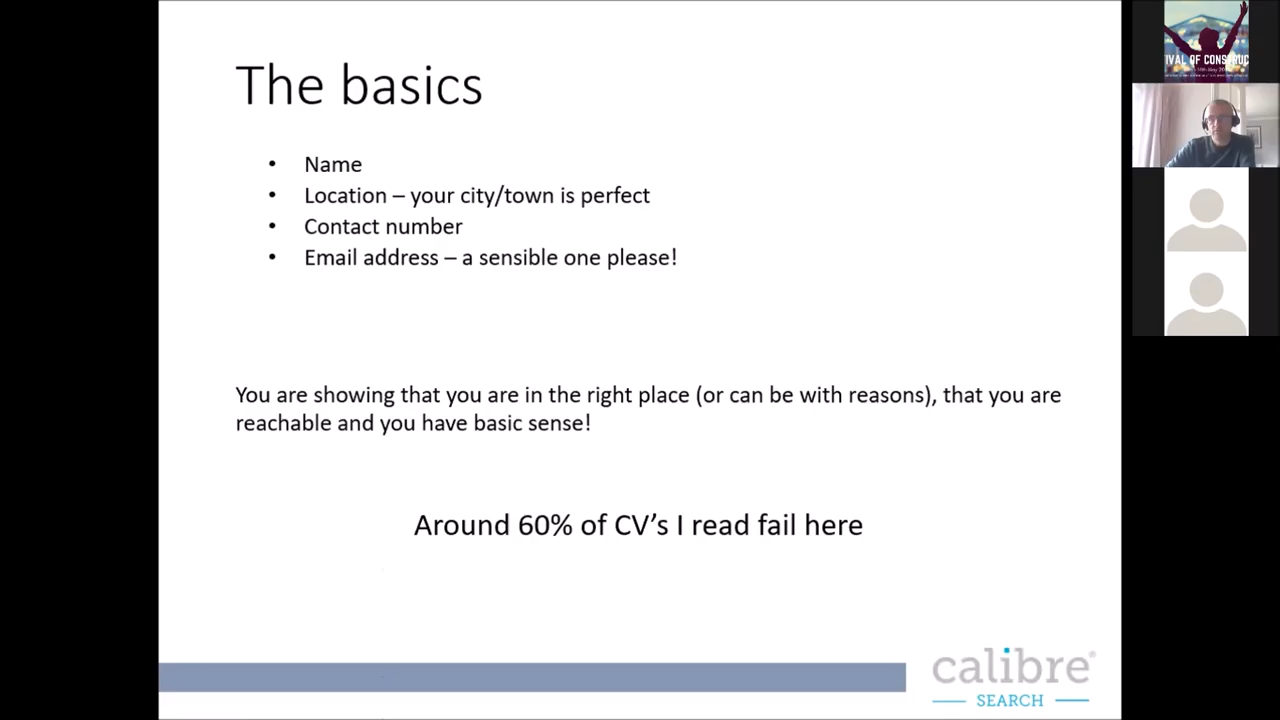 The basics
• Name
• Location – your city/town is perfect
• Contact number
• Email address – a sensible one please!
You are showing that you are in the right place (or can be with reasons), that you are
reachable and you have basic sense!
Around 60% of CV’s I read fail here
calibre®
SEARCH
IVAL OF CONSTRUC